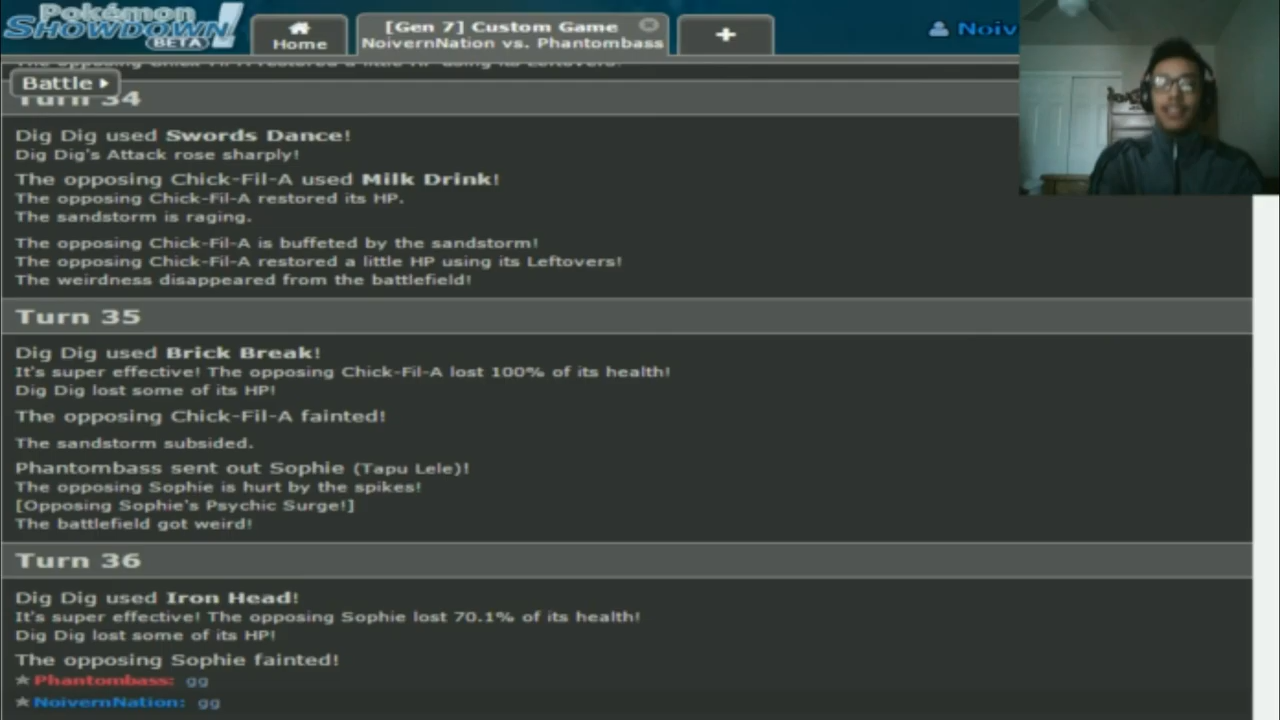 Pokémon
SHOWDOWN!
BETA
Home
[Gen 7] Custom Game
NoivernNation vs. Phantombass
+
Noiv
Battle
Turn 34
Dig Dig used Swords Dance!
Dig Dig's Attack rose sharply!
The opposing Chick-Fil-A used Milk Drink!
The opposing Chick-Fil-A restored its HP.
The sandstorm is raging.
The opposing Chick-Fil-A is buffeted by the sandstorm!
The opposing Chick-Fil-A restored a little HP using its Leftovers!
The weirdness disappeared from the battlefield!
Turn 35
Dig Dig used Brick Break!
It's super effective! The opposing Chick-Fil-A lost 100% of its health!
Dig Dig lost some of its HP!
The opposing Chick-Fil-A fainted!
The sandstorm subsided.
Phantombass sent out Sophie (Tapu Lele)!
The opposing Sophie is hurt by the spikes!
[Opposing Sophie's Psychic Surge!]
The battlefield got weird!
Turn 36
Dig Dig used Iron Head!
It's super effective! The opposing Sophie lost 70.1% of its health!
Dig Dig lost some of its HP!
The opposing Sophie fainted!
★Phantombass: gg
★NoivernNation: gg